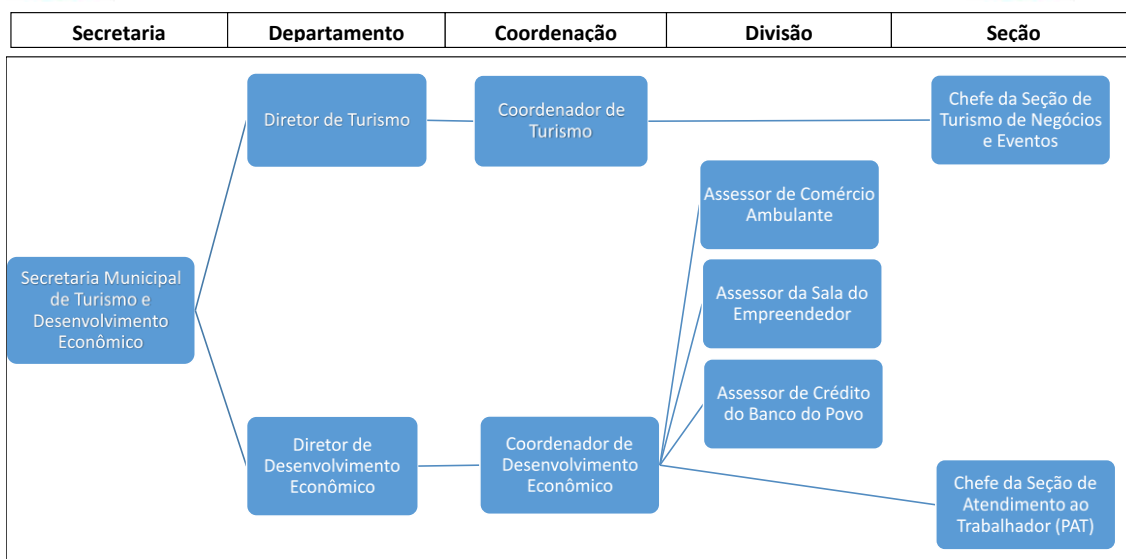 Secretaria
Departamento
Coordenação
Divisão
Seção
Diretor de Turismo
Coordenador de
Turismo
Chefe da Seção de
Turismo de Negócios
e Eventos
Assessor de Comércio
Ambulante
Secretaria Municipal
de Turismo e
Desenvolvimento
Econômico
Assessor da Sala do
Empreendedor
Assessor de Crédito
do Banco do Povo
Diretor de
Desenvolvimento
Econômico
Coordenador de
Desenvolvimento
Econômico
Chefe da Seção de
Atendimento ao
Trabalhador (PAT)